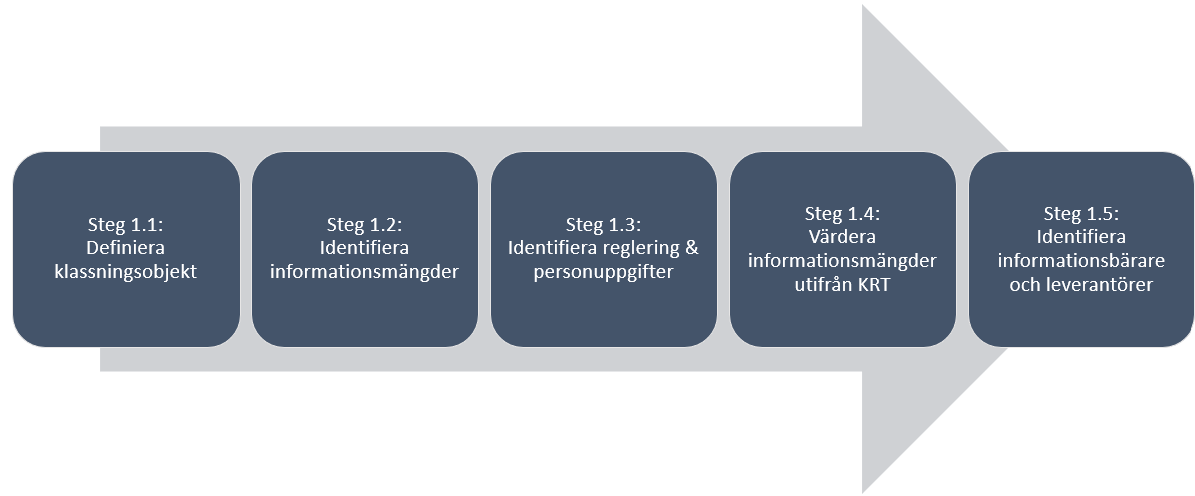 Steg 1.1:
Definiera
klassningsobjekt
Steg 1.2:
Identifiera
informationsmängder
Steg 1.3:
Identifiera reglering &
personuppgifter
Steg 1.4:
Värdera
informationsmängder
utifrån KRT
Steg 1.5:
Identifiera
informationsbärare
och leverantörer